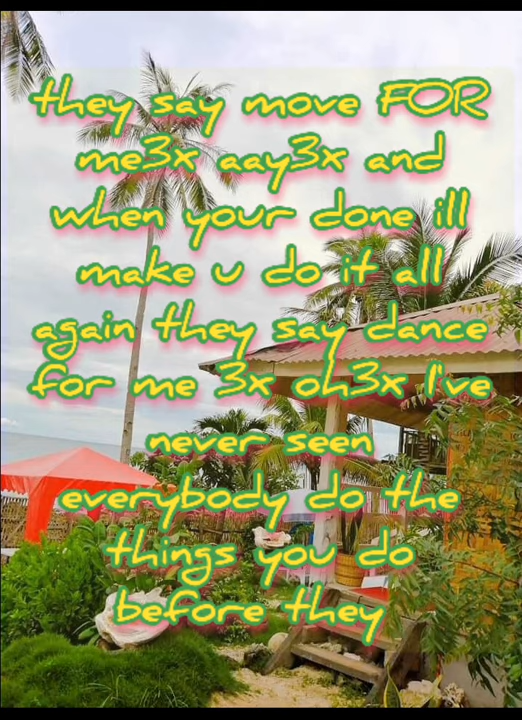 they say move FOR
me3x aay3x and
when your done ill
make u do it all
again they say dance
for me 3x oh3x I've
never seen
everybody do the
things you do
before they